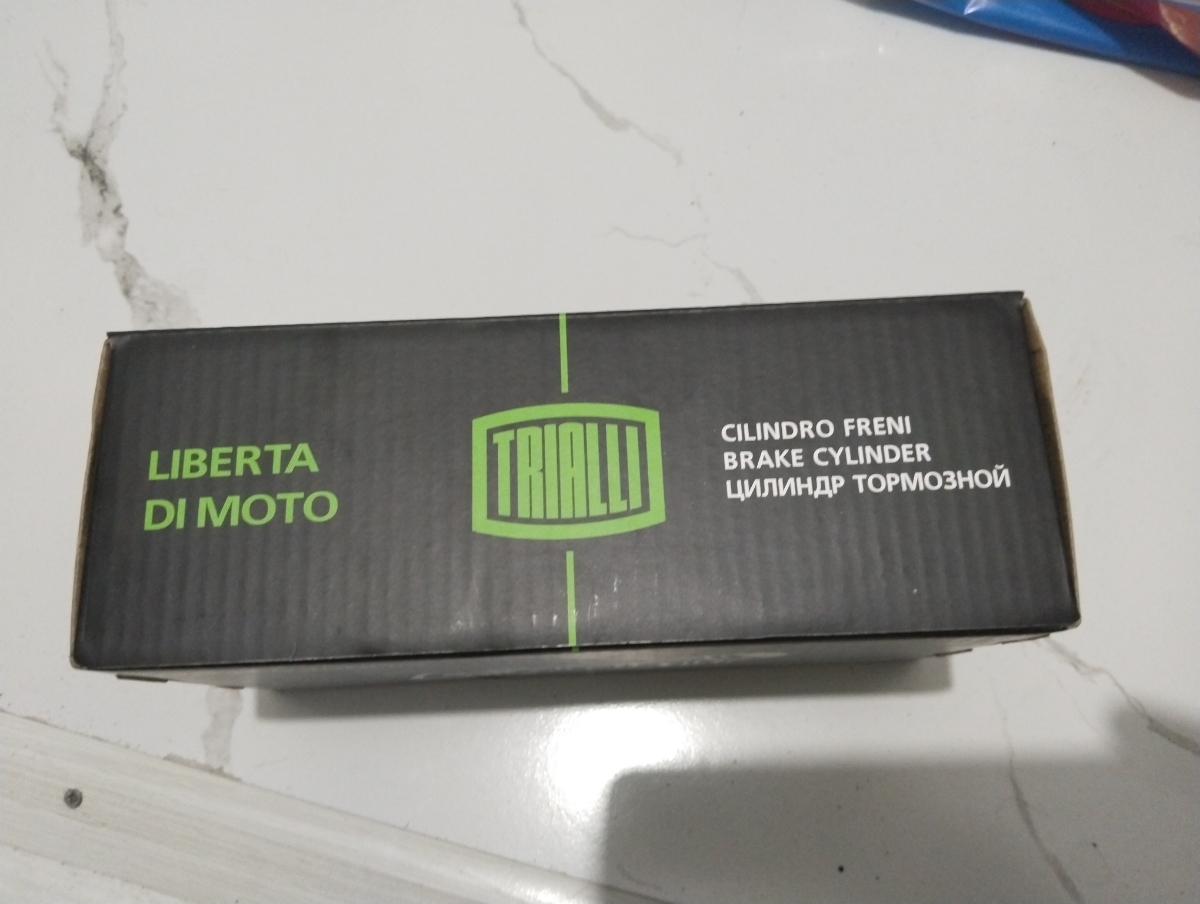 LIBERTA
DI MOTO
TRIALLI
CILINDRO FRENI
BRAKE CYLINDER
ЦИЛИНДР ТОРМОЗНОЙ